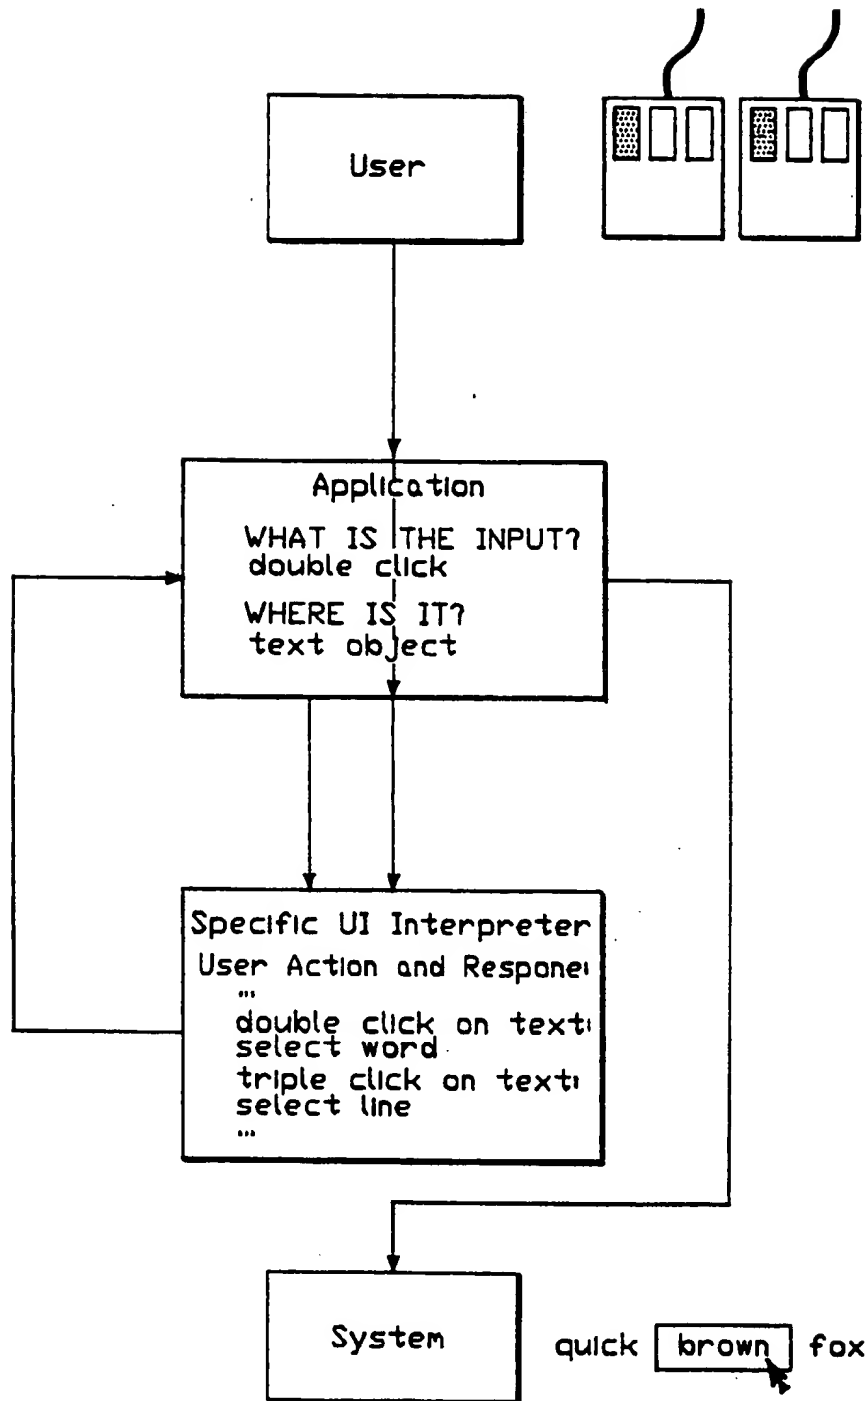 User
Application
WHAT IS THE INPUT?
double click
WHERE IS IT?
text object
Specific UI Interpreter
User Action and Respone:
...
double click on text:
select word
triple click on text:
select line
...
System
quick brown fox